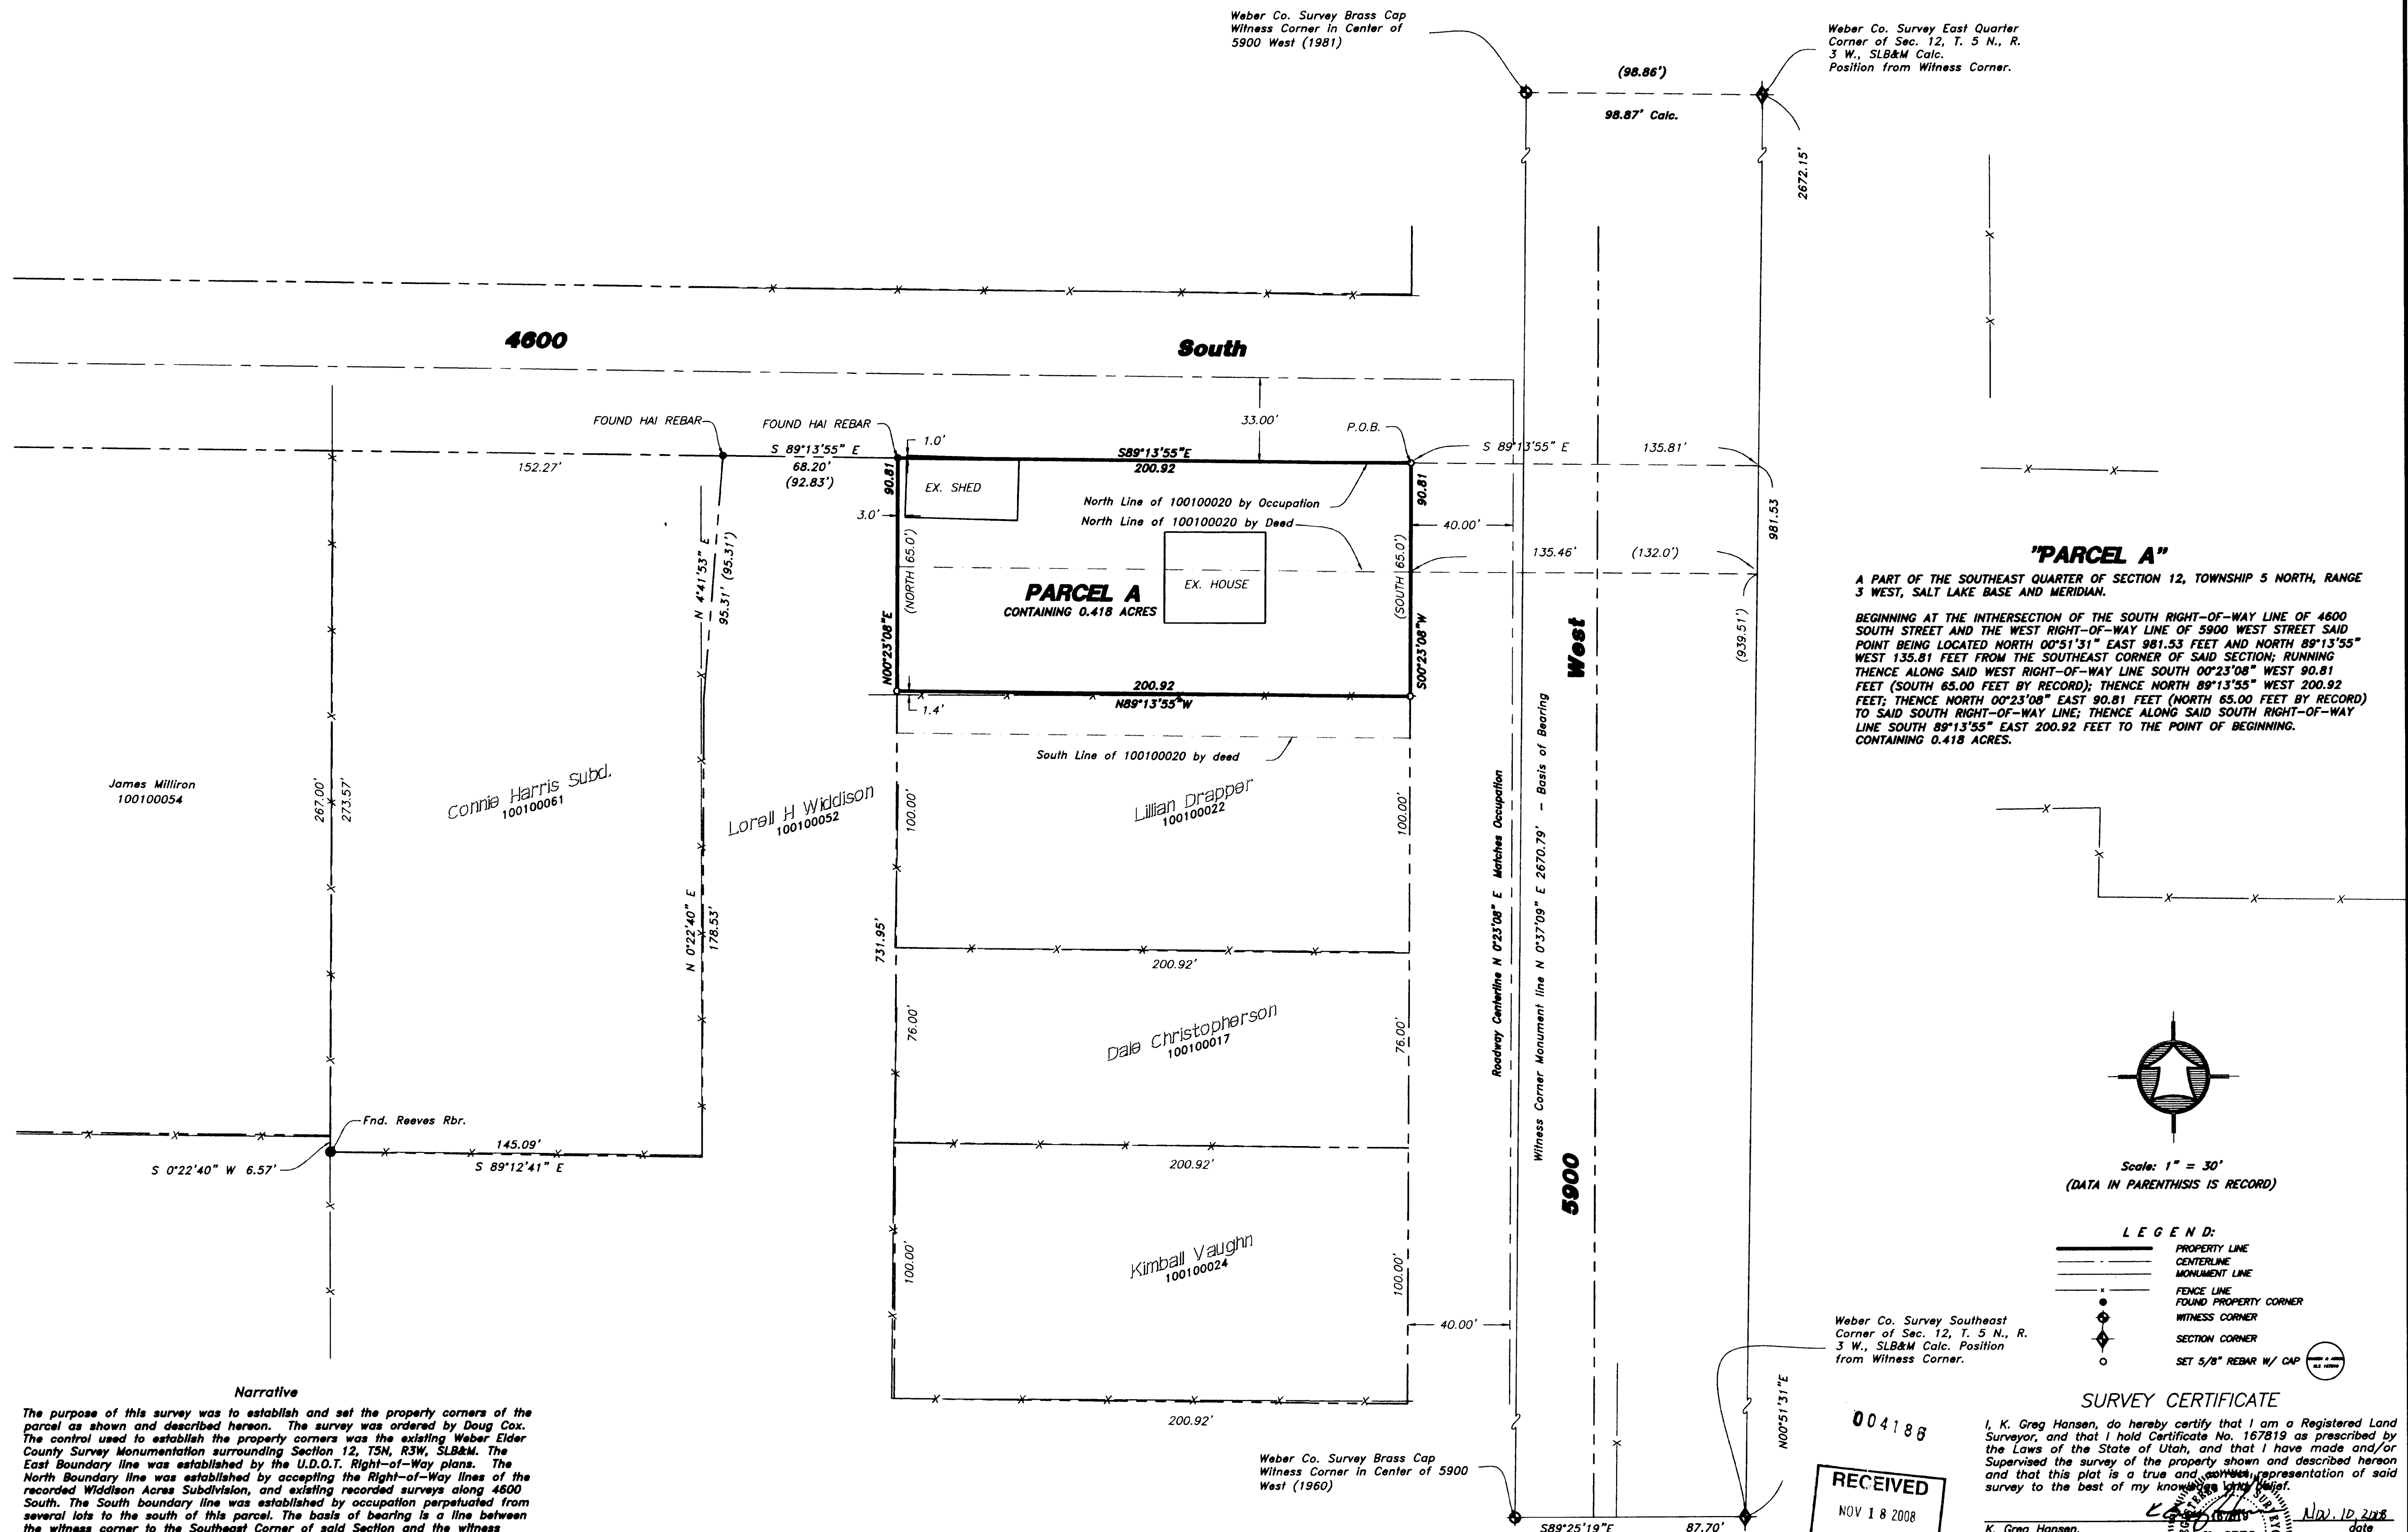 Weber Co. Survey Brass Cap
Witness Corner in Center of
5900 West (1981)
Weber Co. Survey East Quarter
Corner of Sec. 12, T. 5 N., R.
3 W., SLB&M Calc.
Position from Witness Corner.
(98.86')
98.87' Calc.
2672.15'
4600
South
FOUND HAI REBAR
FOUND HAI REBAR
1.0'
33.00'
P.O.B.
152.27'
S 89°13'55" E
68.20'
(92.83')
S89°13'55"E
200.92
S 89°13'55" E
135.81'
90.81
EX. SHED
3.0'
North Line of 100100020 by Occupation
North Line of 100100020 by Deed
90.81
40.00'
981.53
N 4°41'53" E
95.31' (95.31')
(NORTH 65.0')
N00°23'08"E
PARCEL A
CONTAINING 0.418 ACRES
EX. HOUSE
(SOUTH 65.0')
S00°23'08"W
135.46'
(132.0')
(939.51')
West
200.92
N89°13'55"W
1.4'
South Line of 100100020 by deed
"PARCEL A"
A PART OF THE SOUTHEAST QUARTER OF SECTION 12, TOWNSHIP 5 NORTH, RANGE
3 WEST, SALT LAKE BASE AND MERIDIAN.
BEGINNING AT THE INTHERSECTION OF THE SOUTH RIGHT-OF-WAY LINE OF 4600
SOUTH STREET AND THE WEST RIGHT-OF-WAY LINE OF 5900 WEST STREET SAID
POINT BEING LOCATED NORTH 00°51'31" EAST 981.53 FEET AND NORTH 89°13'55"
WEST 135.81 FEET FROM THE SOUTHEAST CORNER OF SAID SECTION; RUNNING
THENCE ALONG SAID WEST RIGHT-OF-WAY LINE SOUTH 00°23'08" WEST 90.81
FEET (SOUTH 65.00 FEET BY RECORD); THENCE NORTH 89°13'55" WEST 200.92
FEET; THENCE NORTH 00°23'08" EAST 90.81 FEET (NORTH 65.00 FEET BY RECORD)
TO SAID SOUTH RIGHT-OF-WAY LINE; THENCE ALONG SAID SOUTH RIGHT-OF-WAY
LINE SOUTH 89°13'55" EAST 200.92 FEET TO THE POINT OF BEGINNING.
CONTAINING 0.418 ACRES.
James Milliron
100100054
267.00'
273.57'
Connie Harris Subd.
100100061
Lorell H Widdison
100100052
100.00'
Lillian Drapper
100100022
100.00'
N 0°22'40" E
178.53'
731.95'
200.92'
Roadway Centerline N 0°23'08" E Matches Occupation
Witness Corner Monument line N 0°37'09" E 2670.79' - Basis of Bearing
76.00'
Dale Christopherson
100100017
76.00'
200.92'
Fnd. Reeves Rbr.
S 0°22'40" W 6.57'
145.09'
S 89°12'41" E
5900
100.00'
Kimball Vaughn
100100024
100.00'
40.00'
200.92'
Scale: 1" = 30'
(DATA IN PARENTHISIS IS RECORD)
L E G E N D:
PROPERTY LINE
CENTERLINE
MONUMENT LINE
FENCE LINE
FOUND PROPERTY CORNER
WITNESS CORNER
SECTION CORNER
SET 5/8" REBAR W/ CAP
Weber Co. Survey Southeast
Corner of Sec. 12, T. 5 N., R.
3 W., SLB&M Calc. Position
from Witness Corner.
N00°51'31"E
Weber Co. Survey Brass Cap
Witness Corner in Center of 5900
West (1960)
S89°25'19"E
87.70'
Narrative
The purpose of this survey was to establish and set the property corners of the
parcel as shown and described hereon. The survey was ordered by Doug Cox.
The control used to establish the property corners was the existing Weber Elder
County Survey Monumentation surrounding Section 12, T5N, R3W, SLB&M. The
East Boundary line was established by the U.D.O.T. Right-of-Way plans. The
North Boundary line was established by accepting the Right-of-Way lines of the
recorded Widdison Acres Subdivision, and existing recorded surveys along 4600
South. The South boundary line was established by occupation perpetuated from
several lots to the south of this parcel. The basis of bearing is a line between
the witness corner to the Southeast Corner of said Section and the witness
004186
RECEIVED
NOV 18 2008
SURVEY CERTIFICATE
I, K. Greg Hansen, do hereby certify that I am a Registered Land
Surveyor, and that I hold Certificate No. 167819 as prescribed by
the Laws of the State of Utah, and that I have made and/or
Supervised the survey of the property shown and described hereon
and that this plat is a true and correct representation of said
survey to the best of my knowledge and belief.
167819
Nov. 10, 2008
K. Greg Hansen,
date